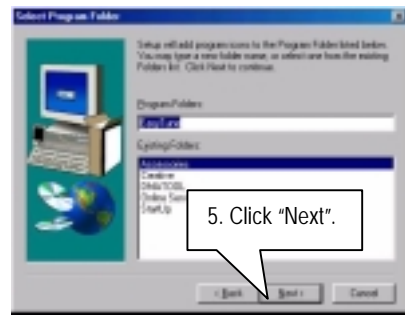 Select Program Folder
Setup will add program icons to the Program Folder listed below.
You may type a new folder name, or select one from the existing
Folders list. Click Next to continue.
Program Folders:
EasyTune
Existing Folders:
Accessories
Creative
Online
StartUp
5. Click “Next”.
< Back
Next >
Cancel